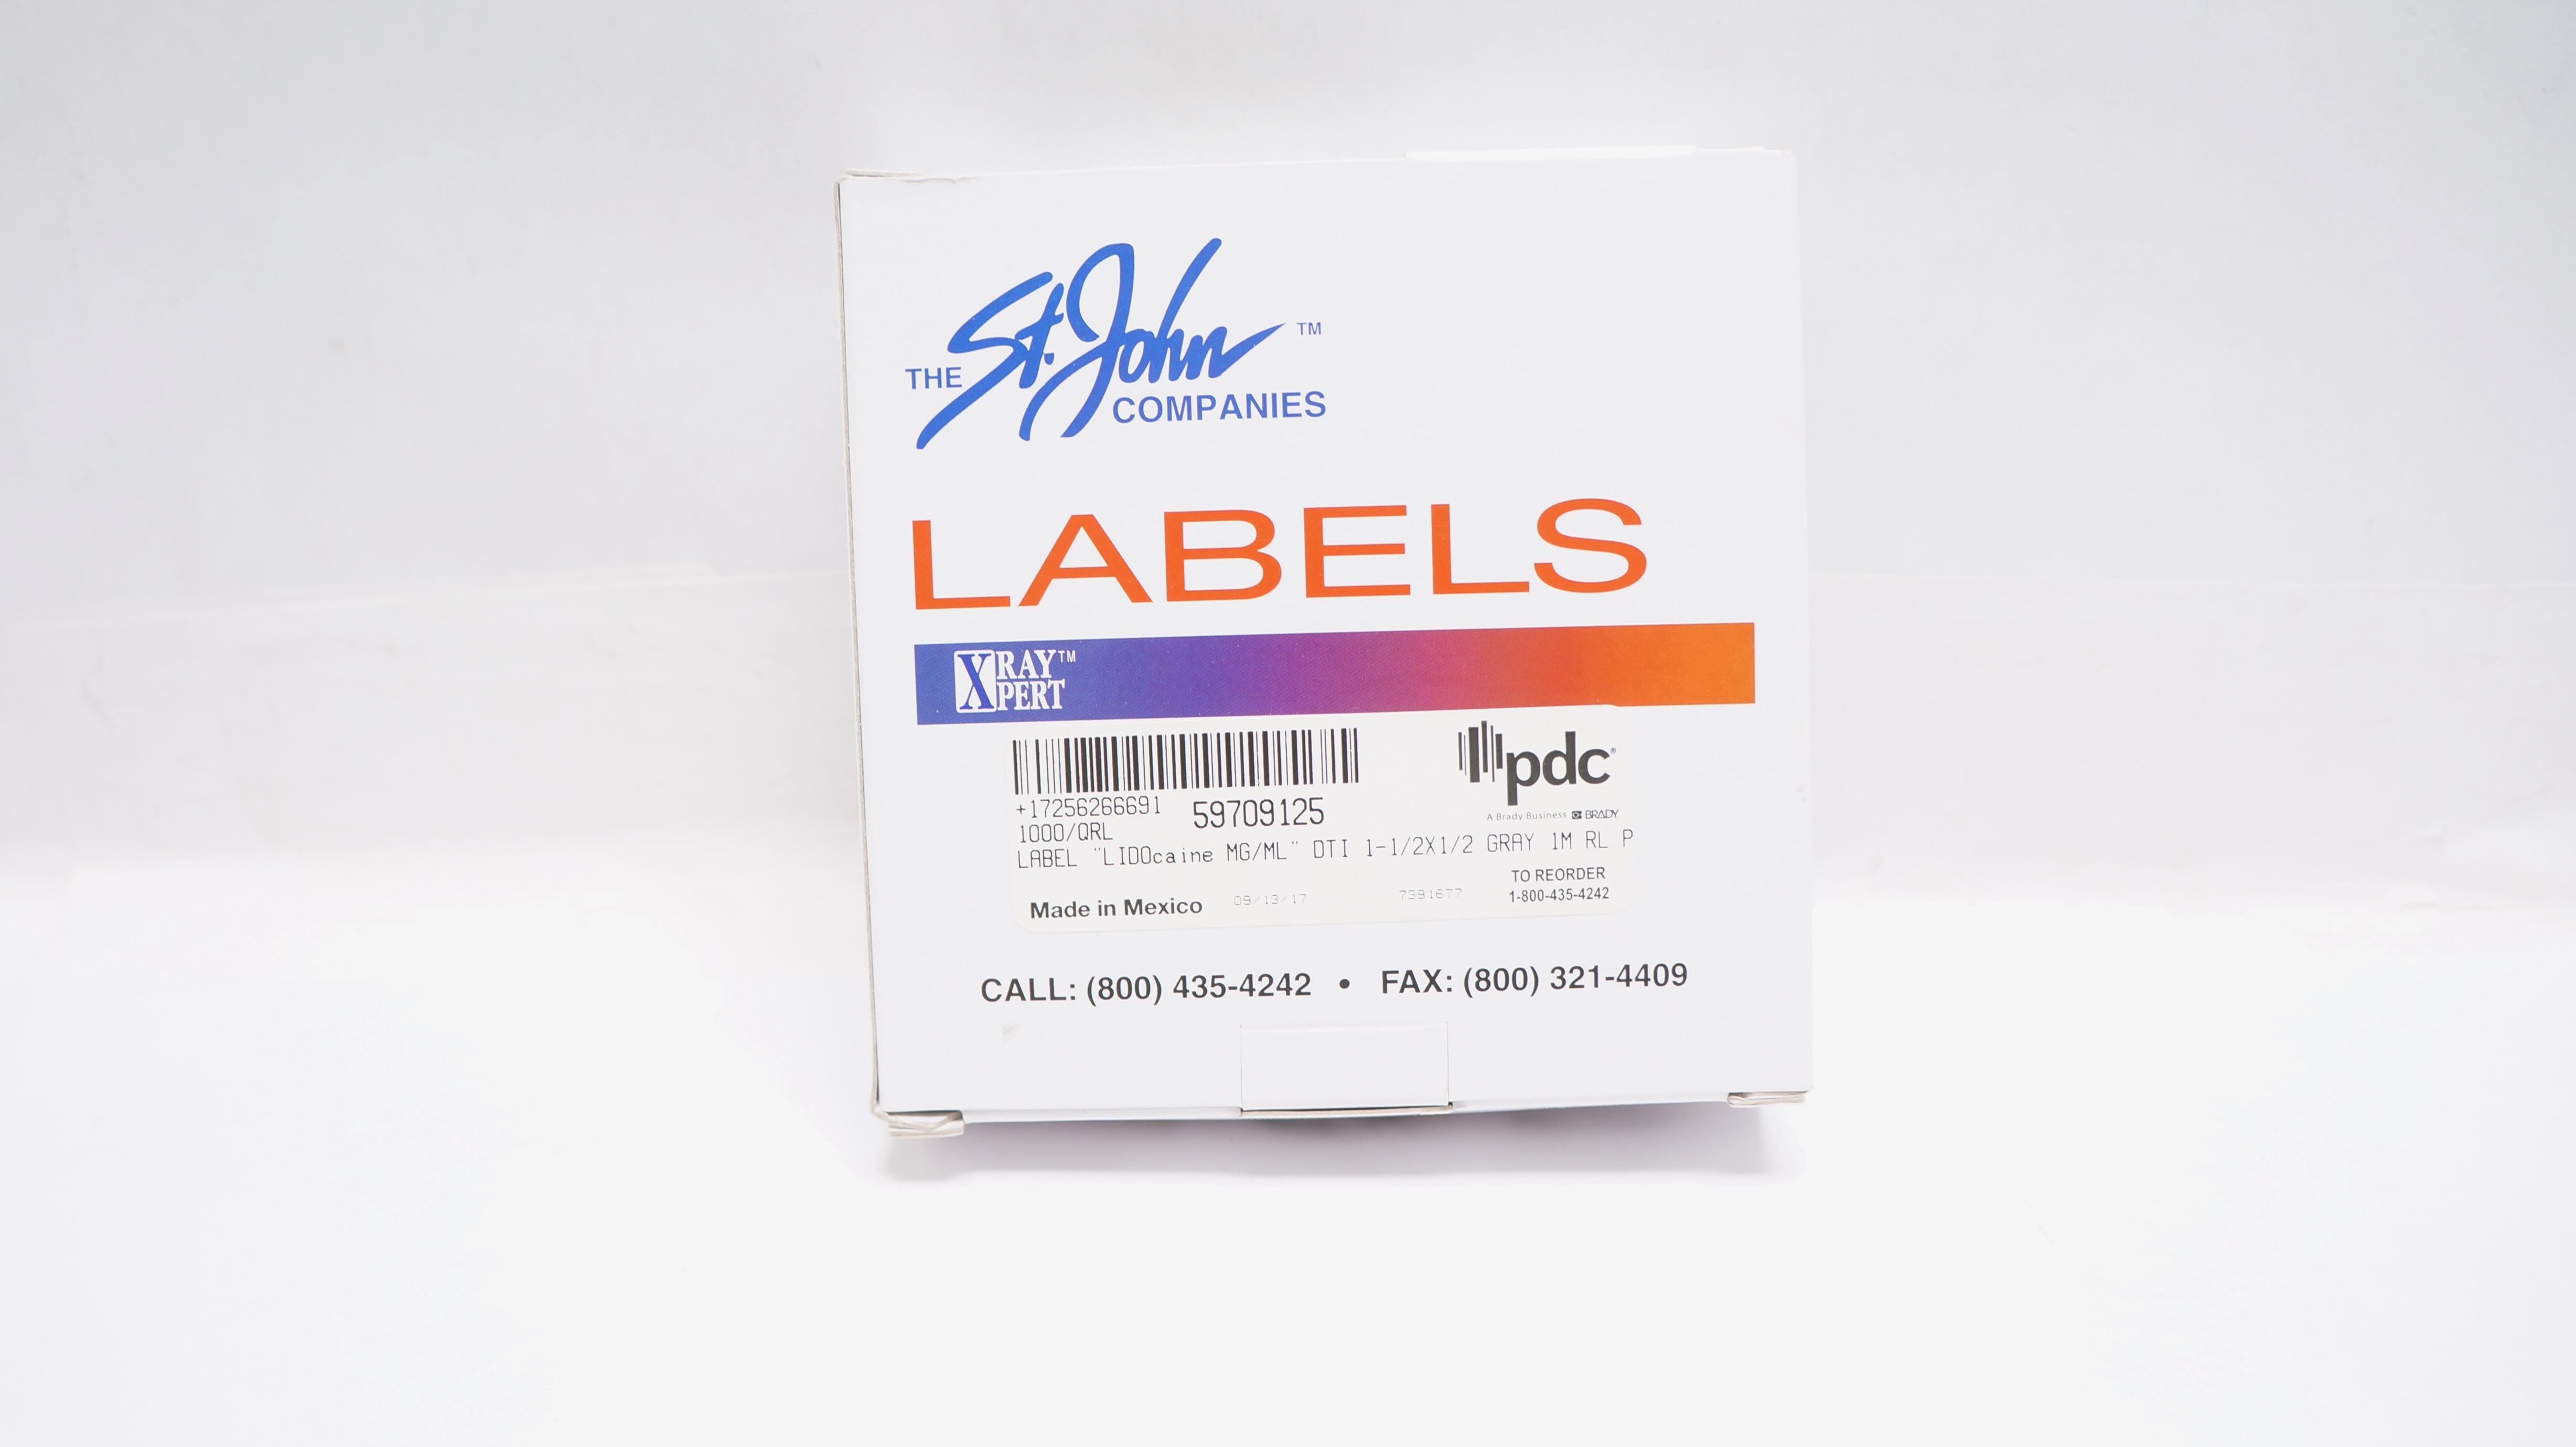 THE St. John™
COMPANIES
LABELS
XRAY™
XPERT
pdc®
+17256266691 59709125
A Brady Business BRADY
1000/QRL
LABEL "LIDOcaine MG/ML" DTI 1-1/2X1/2 GRAY 1M RL P
TO REORDER
Made in Mexico 09/13/17 7391677 1-800-435-4242
CALL: (800) 435-4242 • FAX: (800) 321-4409